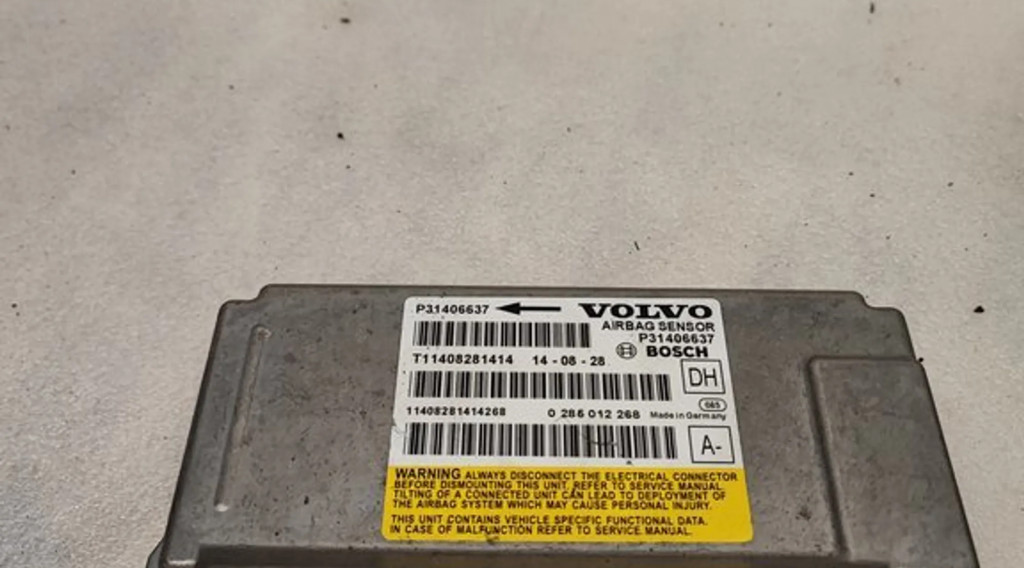 P31406637 VOLVO
AIRBAG SENSOR
P31406637
T11408281414 14-08-28 BOSCH
DH
11408281414268 0 285 012 268 Made in Germany
A-
WARNING ALWAYS DISCONNECT THE ELECTRICAL CONNECTOR
BEFORE DISMOUNTING THIS UNIT, REFER TO SERVICE MANUAL.
TILTING OF A CONNECTED UNIT CAN LEAD TO DEPLOYMENT OF
THE AIRBAG SYSTEM WHICH MAY CAUSE PERSONAL INJURY.
THIS UNIT CONTAINS VEHICLE SPECIFIC FUNCTIONAL DATA.
IN CASE OF MALFUNCTION REFER TO SERVICE MANUAL.